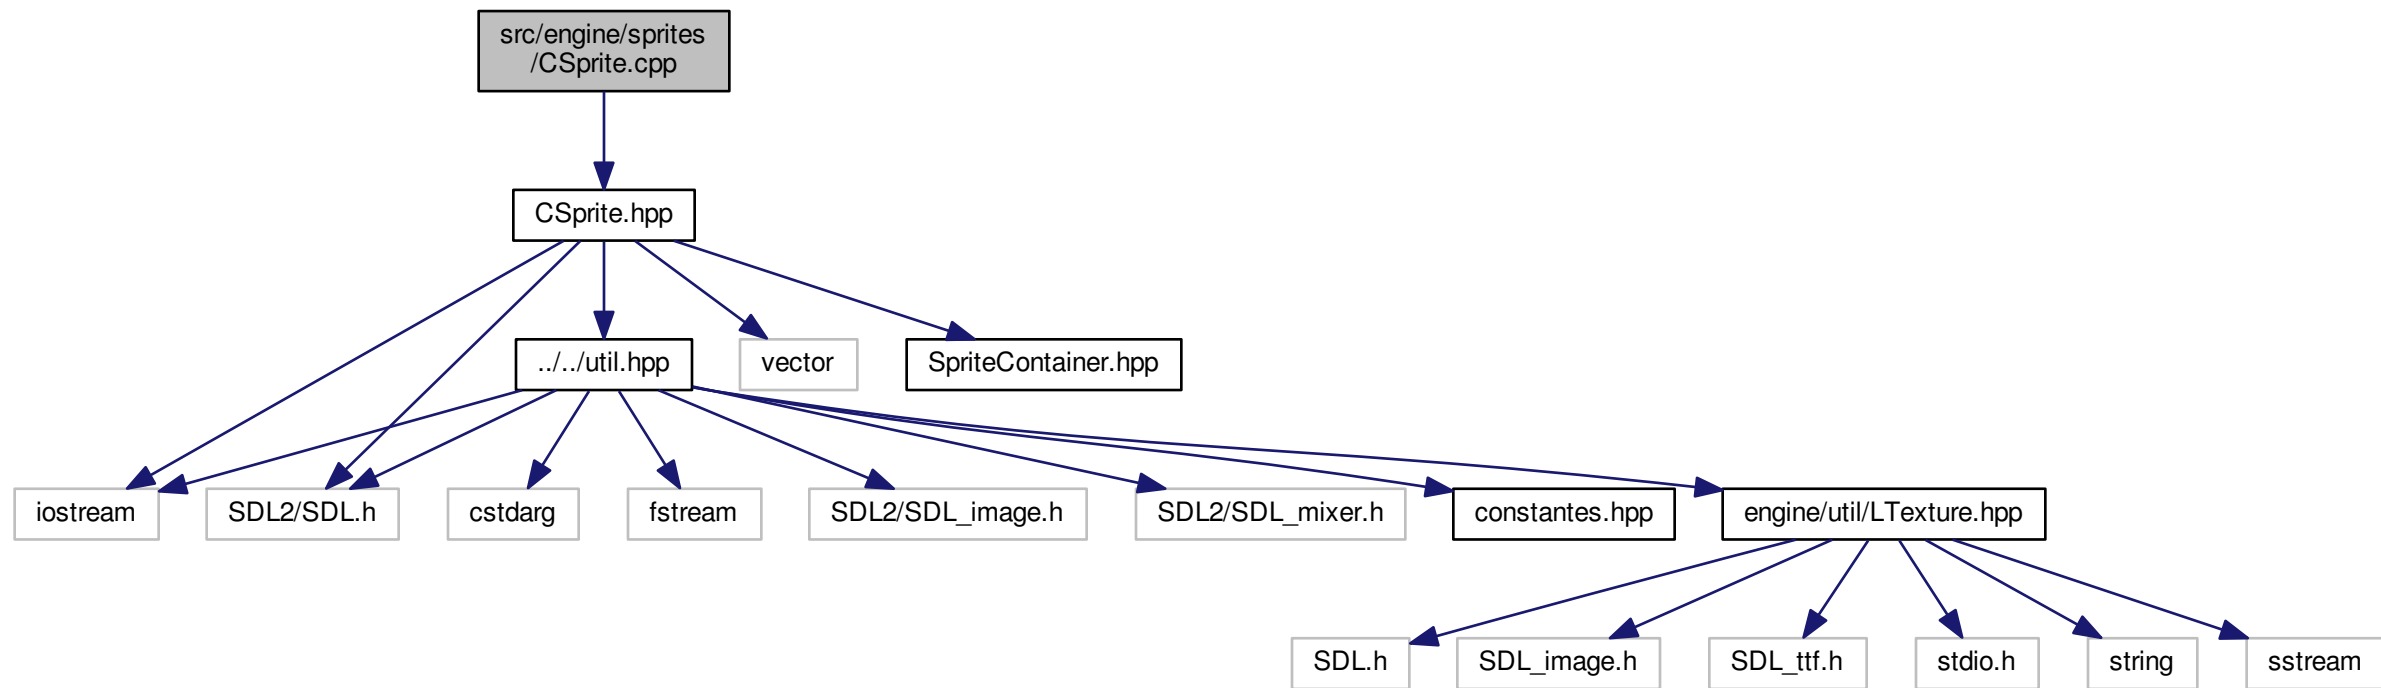 src/engine/sprites
/CSprite.cpp
CSprite.hpp
../../util.hpp
vector
SpriteContainer.hpp
iostream
SDL2/SDL.h
cstdarg
fstream
SDL2/SDL_image.h
SDL2/SDL_mixer.h
constantes.hpp
engine/util/LTexture.hpp
SDL.h
SDL_image.h
SDL_ttf.h
stdio.h
string
sstream